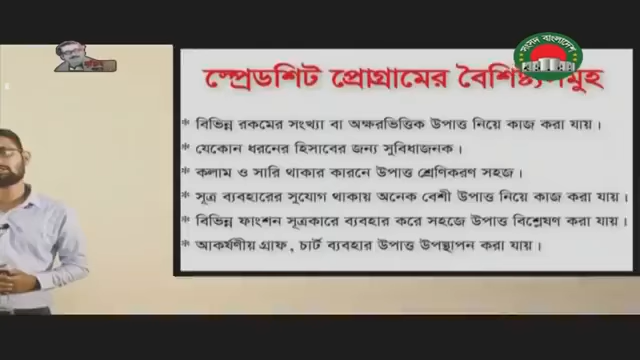 সংসদ বাংলাদেশ
স্প্রেডশিট প্রোগ্রামের বৈশিষ্ট্যসমুহ
* বিভিন্ন রকমের সংখ্যা বা অক্ষরভিত্তিক উপাত্ত নিয়ে কাজ করা যায়।
* যেকোন ধরনের হিসাবের জন্য সুবিধাজনক।
* কলাম ও সারি থাকার কারনে উপাত্ত শ্রেণিকরণ সহজ।
* সূত্র ব্যবহারের সুযোগ থাকায় অনেক বেশী উপাত্ত নিয়ে কাজ করা যায়।
* বিভিন্ন ফাংশন সূত্রকারে ব্যবহার করে সহজে উপাত্ত বিশ্লেষণ করা যায়।
* আকর্ষণীয় গ্রাফ, চার্ট ব্যবহার উপাত্ত উপস্থাপন করা যায়।